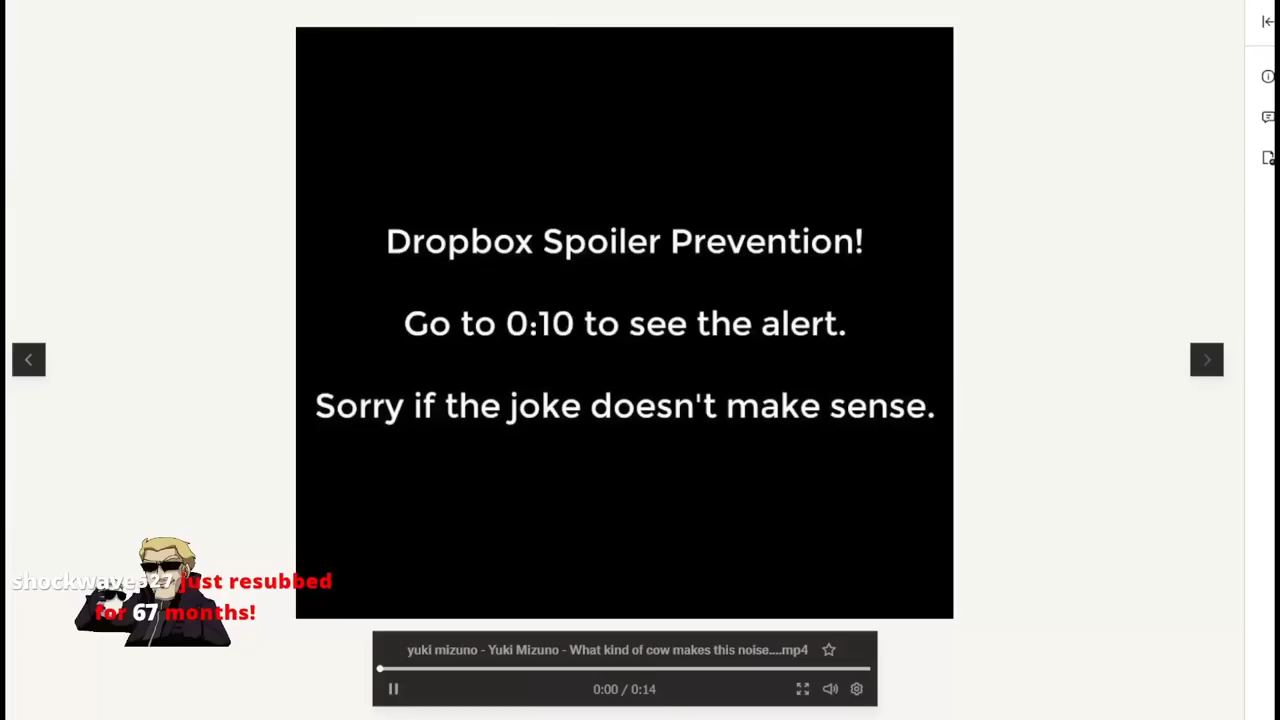 Dropbox Spoiler Prevention!
Go to 0:10 to see the alert.
Sorry if the joke doesn't make sense.
shockwave527 just resubbed
for 67 months!
yuki mizuno - Yuki Mizuno - What kind of cow makes this noise....mp4
0:00 / 0:14